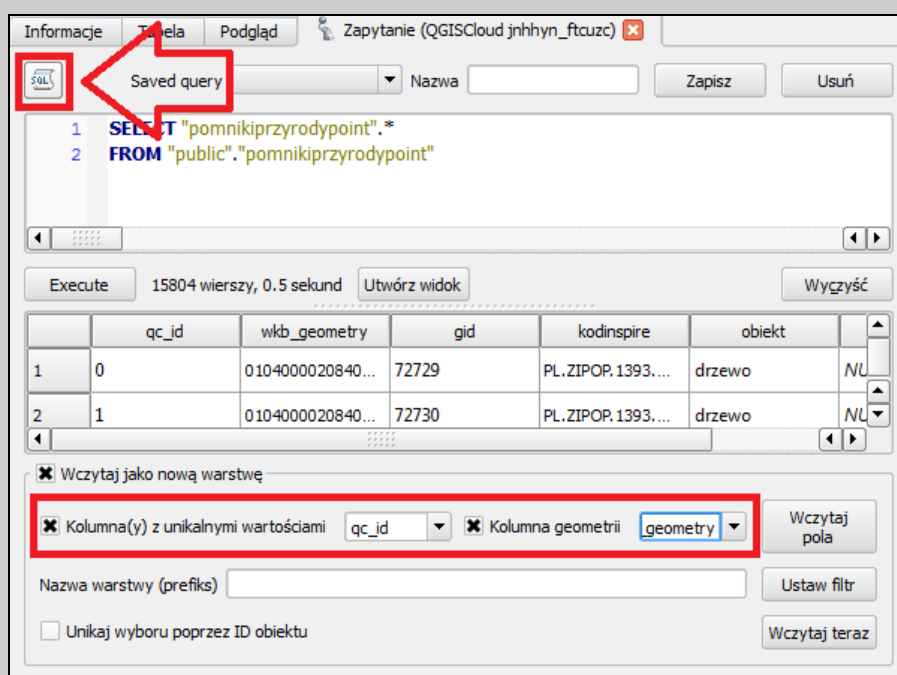 Informacje Tabela Podgląd Zapytanie (QGISCloud jnhhyn_ftcuzc)
SQL Saved query Nazwa Zapisz Usuń
1 SELECT "pomnikiprzyrodypoint".*
2 FROM "public"."pomnikiprzyrodypoint"
Execute 15804 wierszy, 0.5 sekund Utwórz widok Wyczyść
qc_id wkb_geometry gid kodinspire obiekt
1 0 0104000020840... 72729 PL.ZIPOP.1393.... drzewo NU
2 1 0104000020840... 72730 PL.ZIPOP.1393.... drzewo NU
Wczytaj jako nową warstwę
Kolumna(y) z unikalnymi wartościami qc_id Kolumna geometrii _geometry Wczytaj pola
Nazwa warstwy (prefiks) Ustaw filtr
Unikaj wyboru poprzez ID obiektu Wczytaj teraz